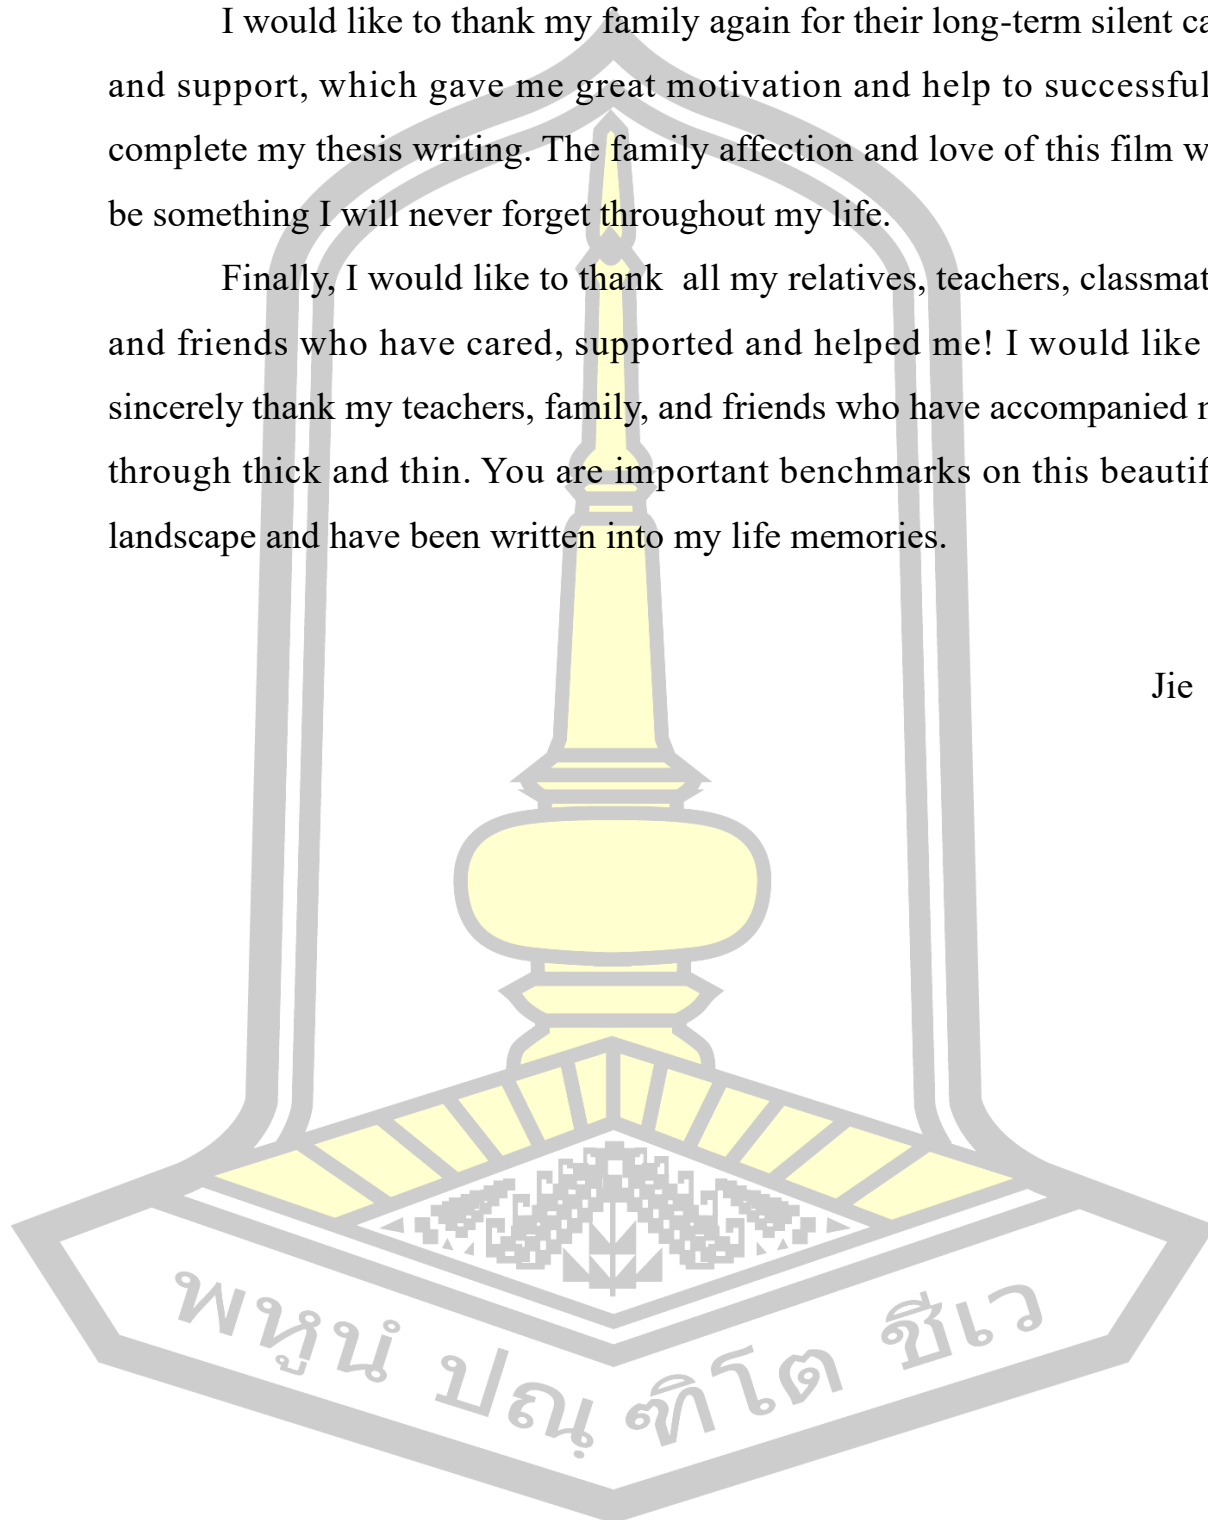 I would like to thank my family again for their long-term silent ca
and support, which gave me great motivation and help to successful
complete my thesis writing. The family affection and love of this film w
be something I will never forget throughout my life.
Finally, I would like to thank all my relatives, teachers, classmat
and friends who have cared, supported and helped me! I would like
sincerely thank my teachers, family, and friends who have accompanied
through thick and thin. You are important benchmarks on this beautif
landscape and have been written into my life memories.
Jie
พหูนํ ปณฺฑิโต ชีเว